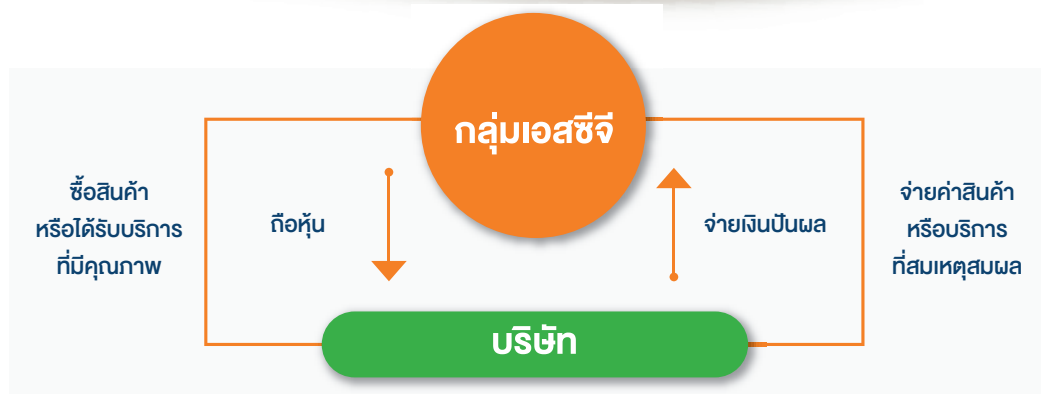 กลุ่มเอสซีจี
ซื้อสินค้า
หรือได้รับบริการ
ที่มีคุณภาพ
ถือหุ้น
จ่ายเงินปันผล
จ่ายค่าสินค้า
หรือบริการ
ที่สมเหตุสมผล
บริษัท